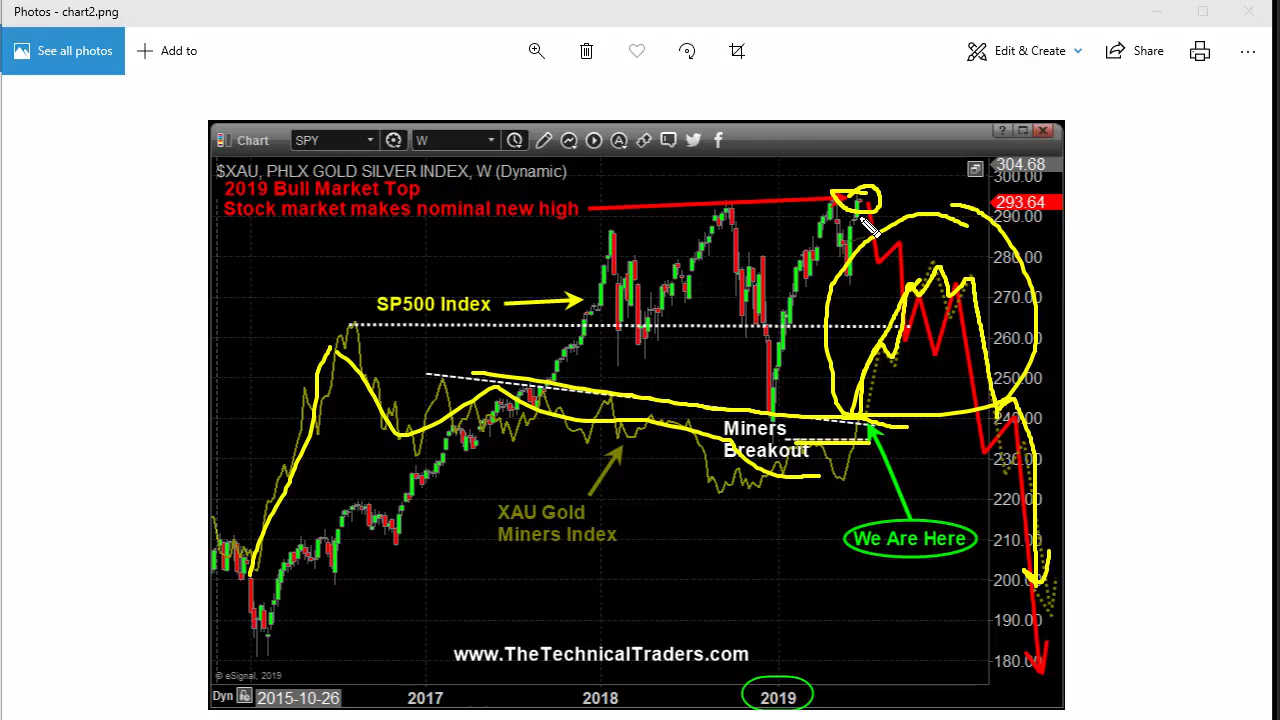 Photos - chart2.png
See all photos
Add to
Edit & Create
Share
Chart
SPY
W
$XAU, PHLX GOLD SILVER INDEX, W (Dynamic)
304.68
300.00
2019 Bull Market Top
293.64
Stock market makes nominal new high
290.00
280.00
270.00
SP500 Index
260.00
250.00
240.00
Miners
Breakout
230.00
220.00
XAU Gold
Miners Index
210.00
We Are Here
200.00
190.00
www.TheTechnicalTraders.com
180.00
© eSignal, 2019
Dyn
2015-10-26
2017
2018
2019